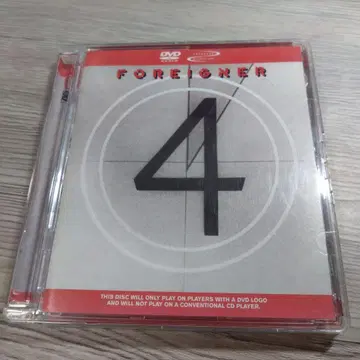 DVD
FOREIGNER
4
THIS DISC WILL ONLY PLAY ON PLAYERS WITH A DVD LOGO
AND WILL NOT PLAY ON A CONVENTIONAL CD PLAYER.